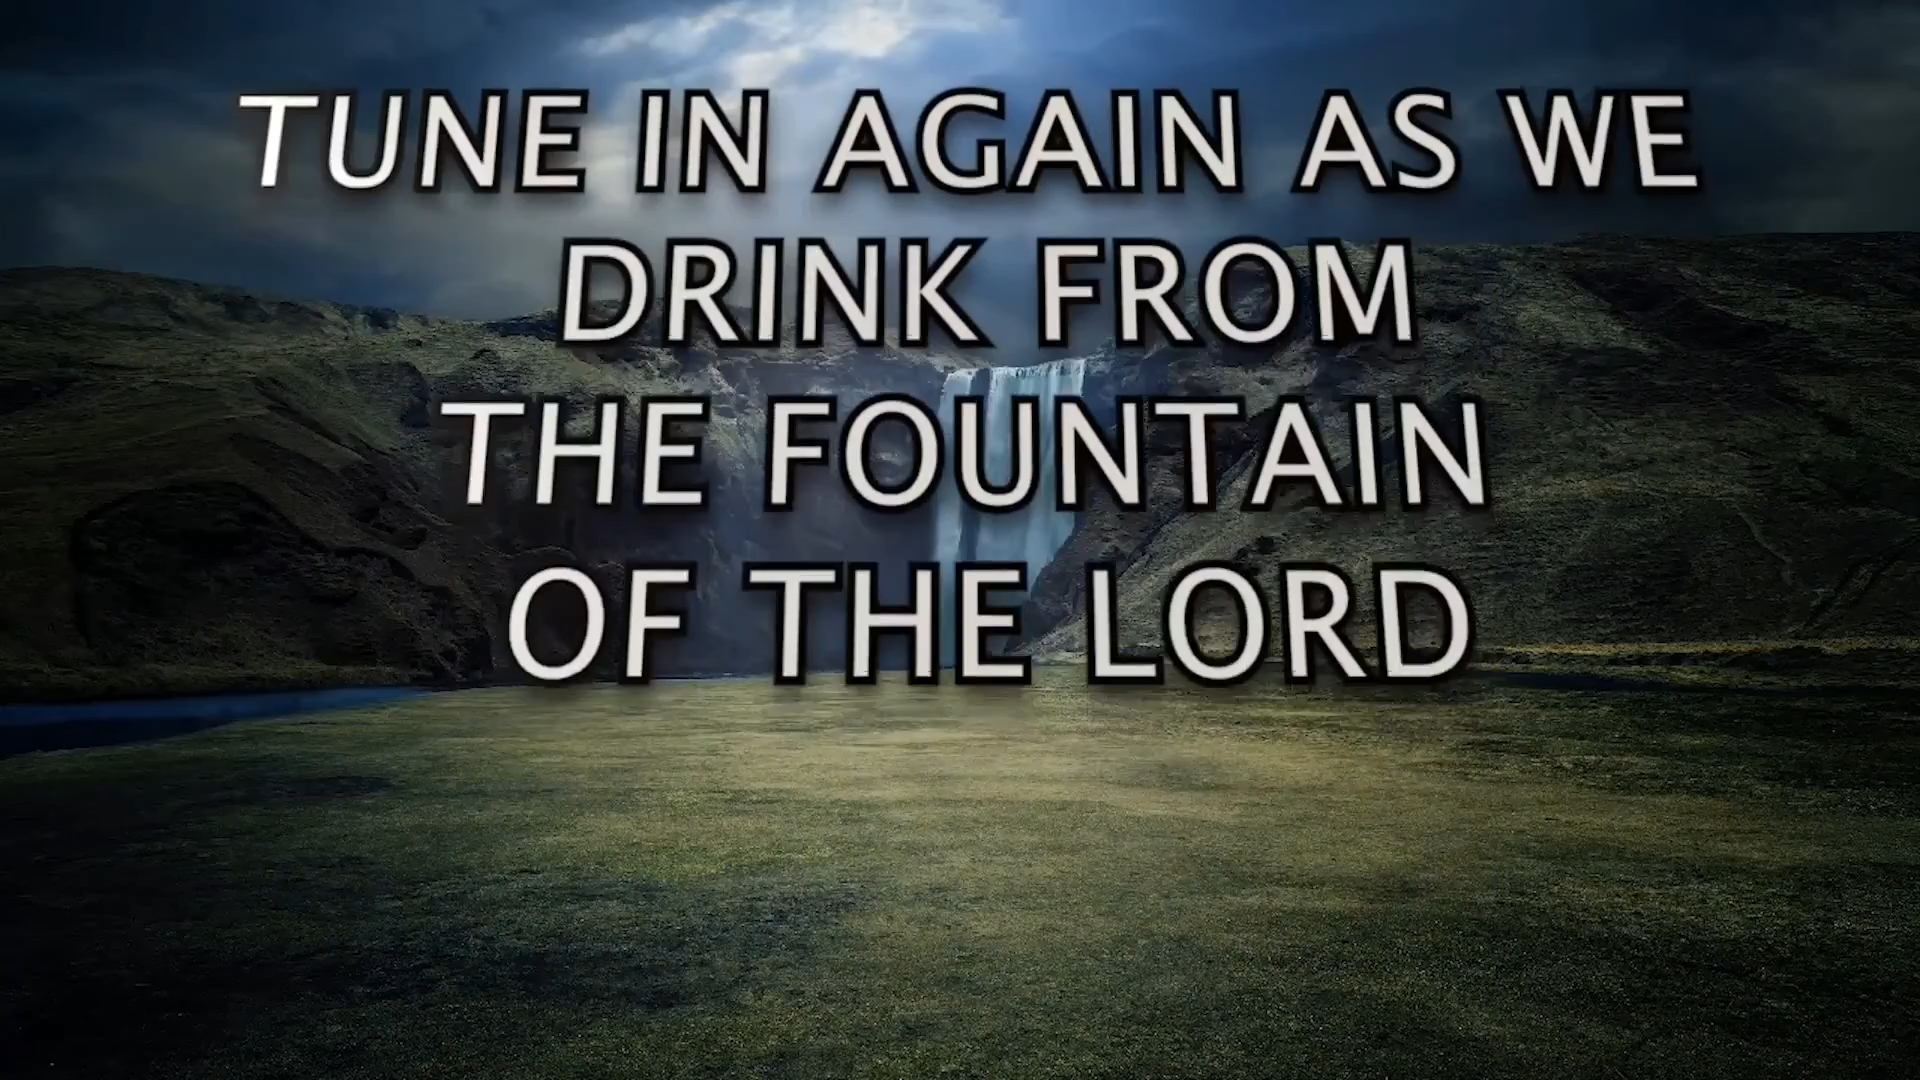 TUNE IN AGAIN AS WE
DRINK FROM
THE FOUNTAIN
OF THE LORD